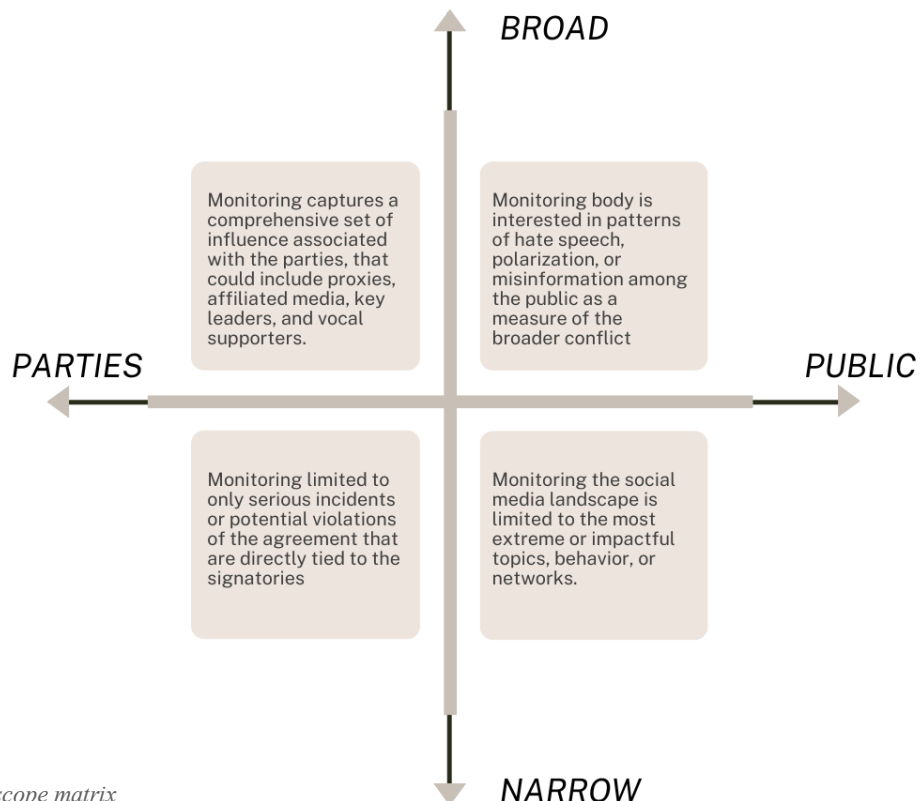 BROAD
Monitoring captures a
comprehensive set of
influence associated
with the parties, that
could include proxies,
affiliated media, key
leaders, and vocal
supporters.
Monitoring body is
interested in patterns
of hate speech,
polarization, or
misinformation among
the public as a
measure of the
broader conflict
PARTIES
PUBLIC
Monitoring limited to
only serious incidents
or potential violations
of the agreement that
are directly tied to the
signatories
Monitoring the social
media landscape is
limited to the most
extreme or impactful
topics, behavior, or
networks.
NARROW
scope matrix